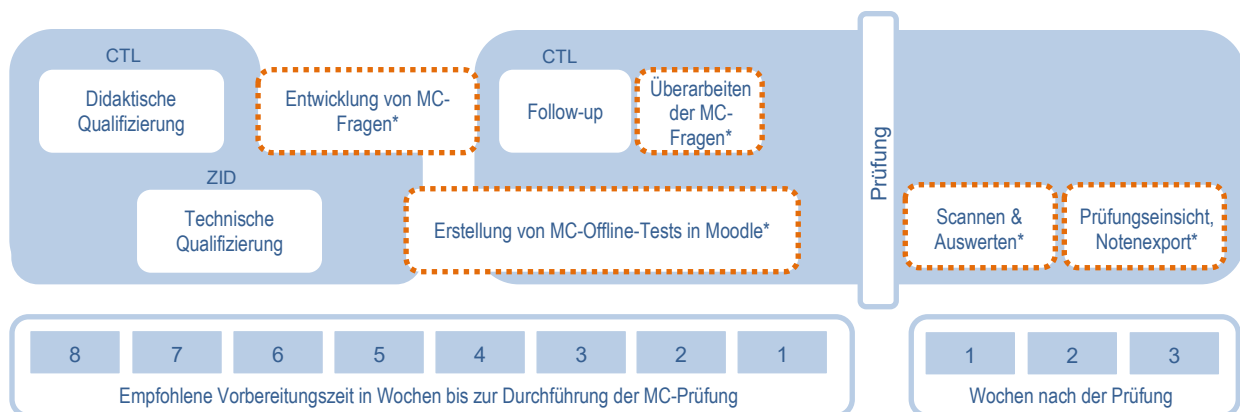 CTL
Didaktische
Qualifizierung
Entwicklung von MC-
Fragen*
CTL
Follow-up
Überarbeiten
der MC-
Fragen*
ZID
Technische
Qualifizierung
Erstellung von MC-Offline-Tests in Moodle*
Prüfung
Scannen &
Auswerten*
Prüfungseinsicht,
Notenexport*
8 7 6 5 4 3 2 1
Empfohlene Vorbereitungszeit in Wochen bis zur Durchführung der MC-Prüfung
1 2 3
Wochen nach der Prüfung